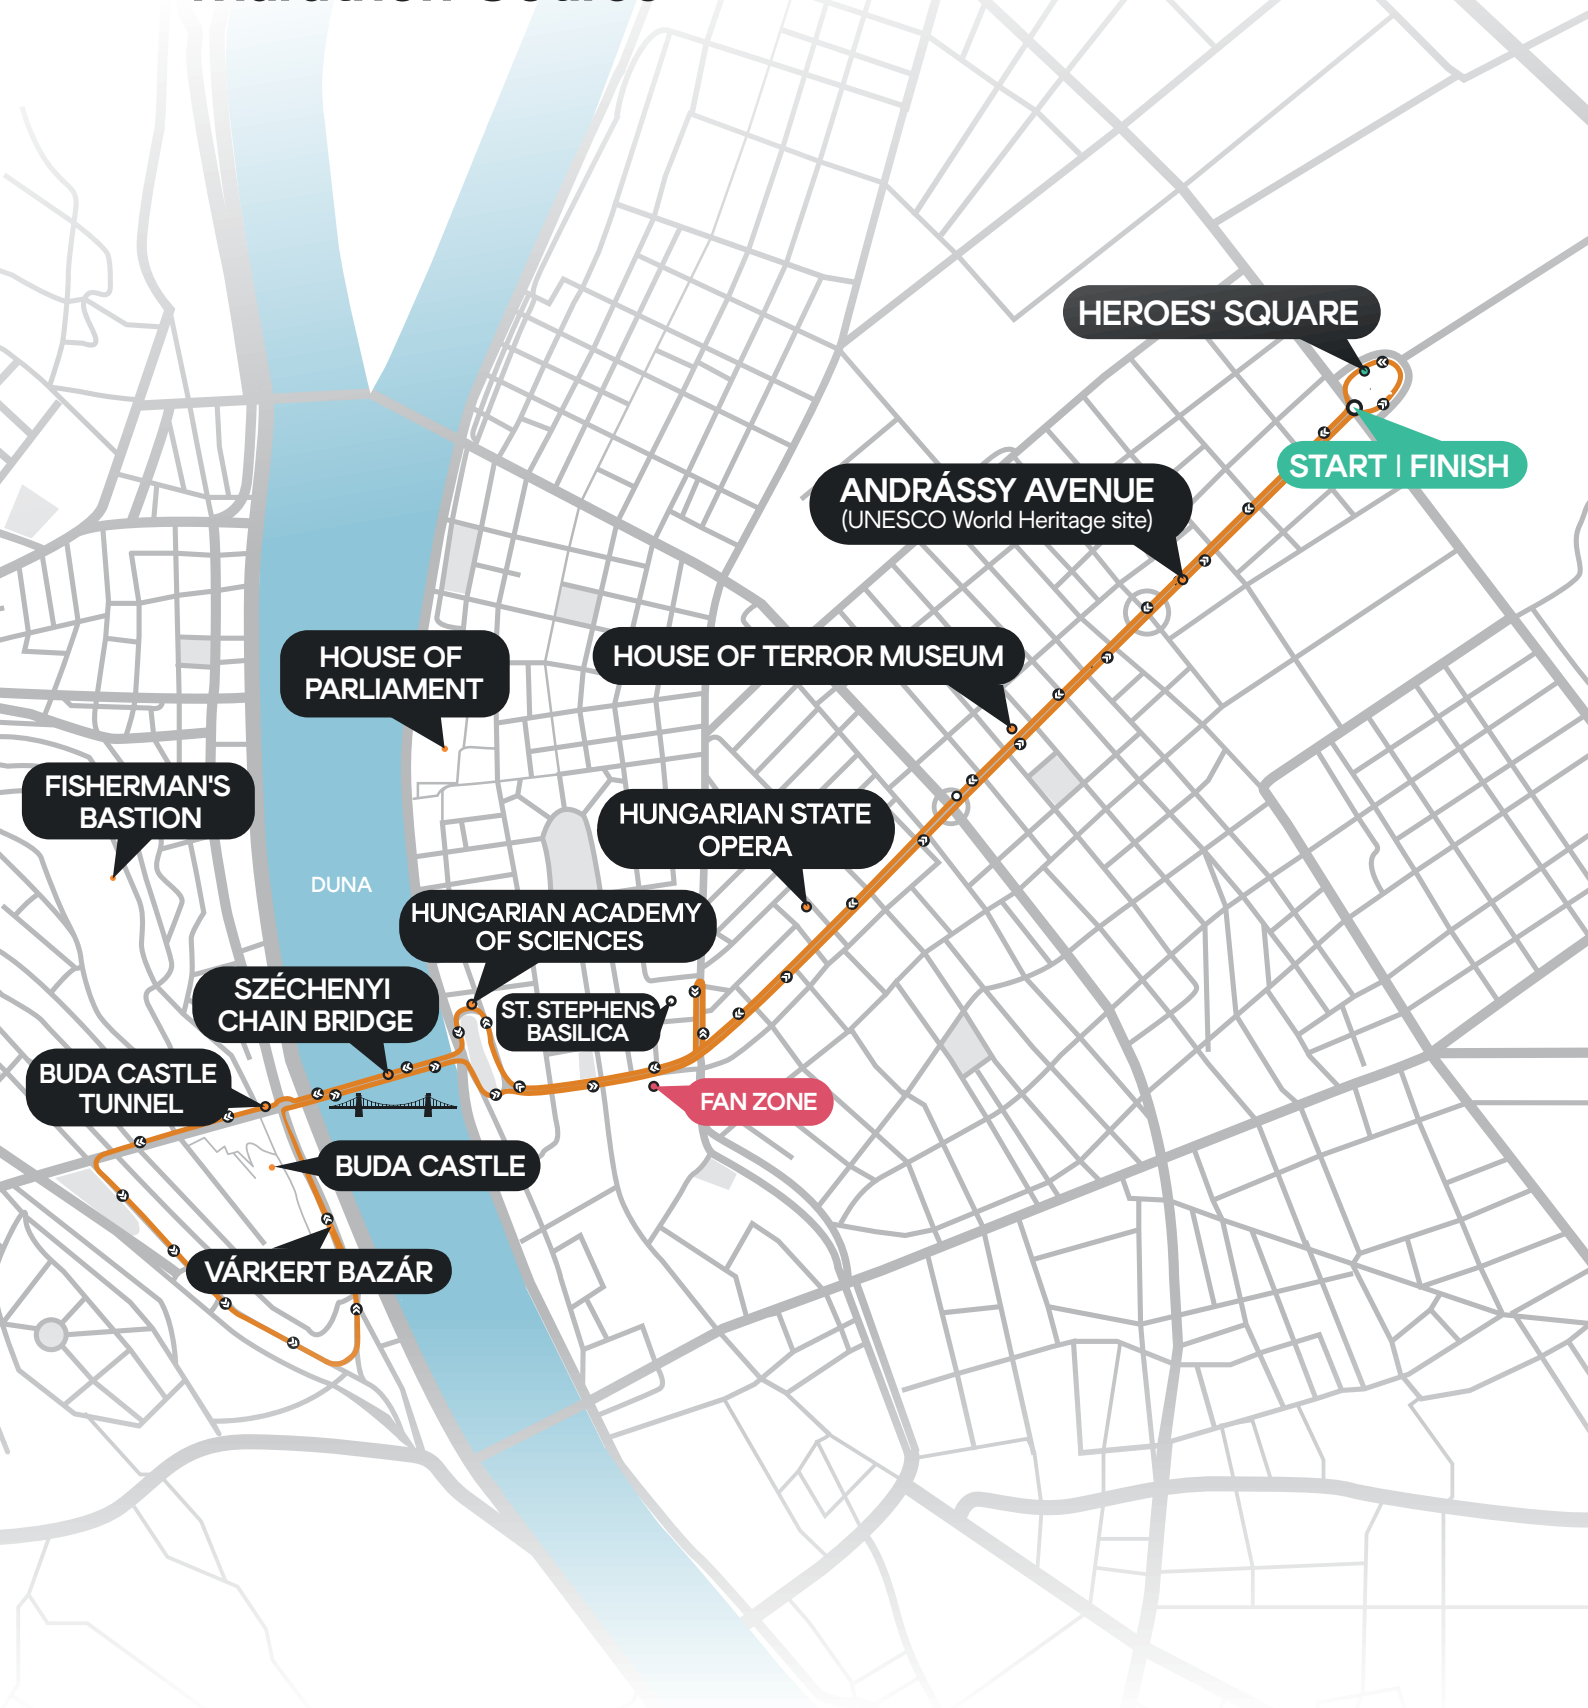 Marathon Course
HEROES' SQUARE
START | FINISH
ANDRÁSSY AVENUE
(UNESCO World Heritage site)
HOUSE OF
PARLIAMENT
HOUSE OF TERROR MUSEUM
FISHERMAN'S
BASTION
HUNGARIAN STATE
OPERA
DUNA
HUNGARIAN ACADEMY
OF SCIENCES
SZÉCHENYI
CHAIN BRIDGE
ST. STEPHENS
BASILICA
BUDA CASTLE
TUNNEL
FAN ZONE
BUDA CASTLE
VÁRKERT BAZÁR